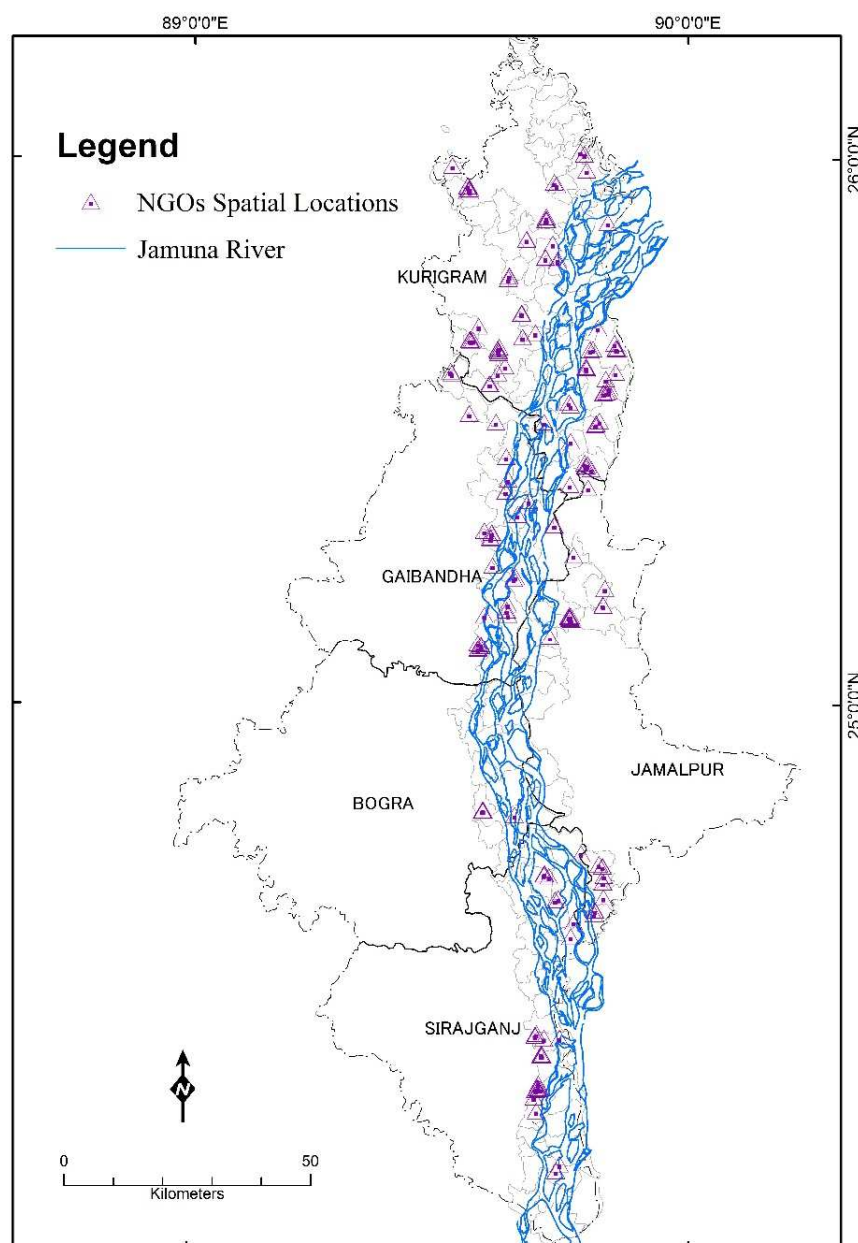 89°0'0"E
90°0'0"E
Legend
NGOs Spatial Locations
Jamuna River
26°0'0"N
KURIGRAM
GAIBANDHA
25°0'0"N
JAMALPUR
BOGRA
SIRAJGANJ
N
0
50
Kilometers